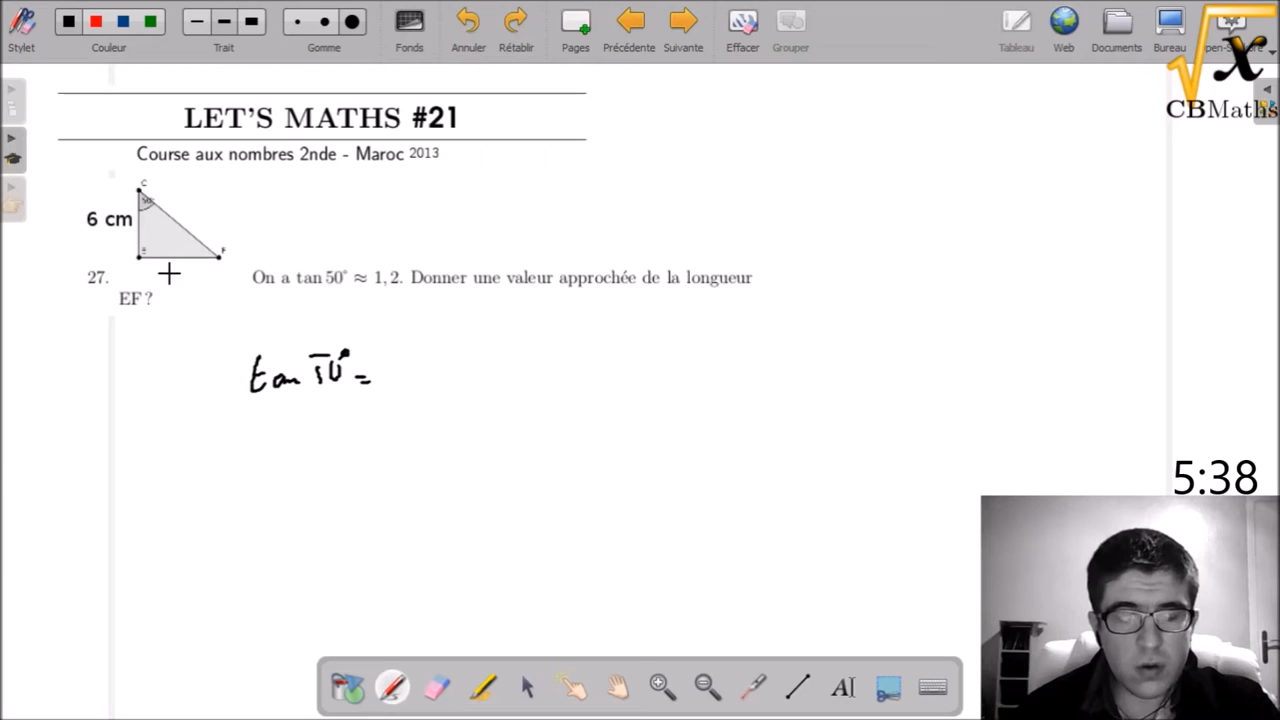 Stylet Couleur Trait Gomme Fonds Annuler Rétablir Pages Précédente Suivante Effacer Grouper Tableau Web Documents Bureau
x
CBMaths
LET'S MATHS #21
Course aux nombres 2nde - Maroc 2013
C
50°
6 cm
E
F
27. On a tan 50° ≈ 1, 2. Donner une valeur approchée de la longueur
EF ?
tan 50° =
5:38
AI